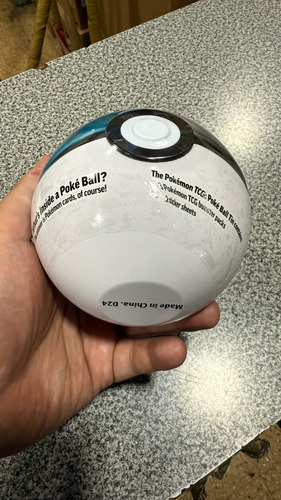 inside a Poké Ball?
Pokémon cards, of course!
The Pokémon TCG: Poké Ball Tin contains
Pokémon TCG booster packs
sticker sheets
Made in China. D24